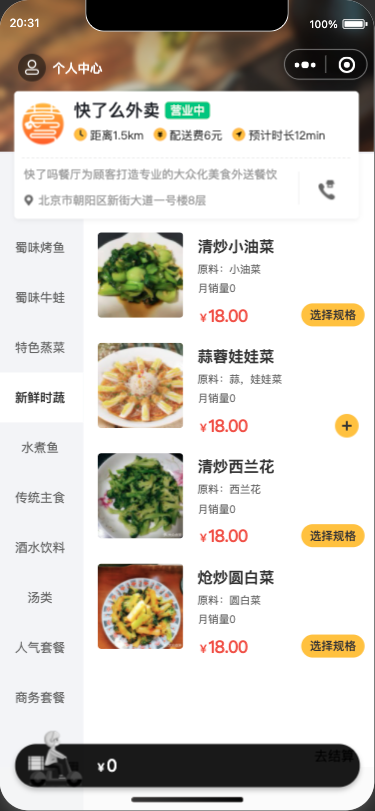 20:31
100%
个人中心
快了么外卖 营业中
距离1.5km 配送费6元 预计时长12min
快了吗餐厅为顾客打造专业的大众化美食外送餐饮
北京市朝阳区新街大道一号楼8层
蜀味烤鱼
蜀味牛蛙
特色蒸菜
新鲜时蔬
水煮鱼
传统主食
酒水饮料
汤类
人气套餐
商务套餐
清炒小油菜
原料：小油菜
月销量0
¥18.00 选择规格
蒜蓉娃娃菜
原料：蒜，娃娃菜
月销量0
¥18.00 +
清炒西兰花
原料：西兰花
月销量0
¥18.00 选择规格
炝炒圆白菜
原料：圆白菜
月销量0
¥18.00 选择规格
¥0
去结算